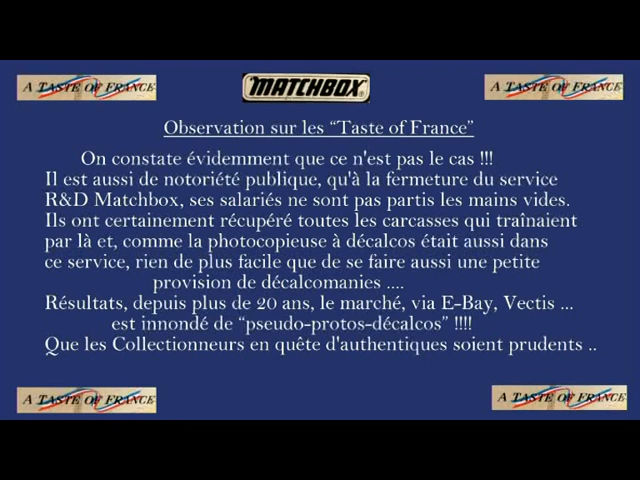 A TASTE OF FRANCE
MATCHBOX
A TASTE OF FRANCE
Observation sur les “Taste of France”
On constate évidemment que ce n'est pas le cas !!!
Il est aussi de notoriété publique, qu'à la fermeture du service
R&D Matchbox, ses salariés ne sont pas partis les mains vides.
Ils ont certainement récupéré toutes les carcasses qui traînaient
par là et, comme la photocopieuse à décalcos était aussi dans
ce service, rien de plus facile que de se faire aussi une petite
provision de décalcomanies ....
Résultats, depuis plus de 20 ans, le marché, via E-Bay, Vectis ...
est innondé de “pseudo-protos-décalcos” !!!!
Que les Collectionneurs en quête d'authentiques soient prudents ..
A TASTE OF FRANCE
A TASTE OF FRANCE